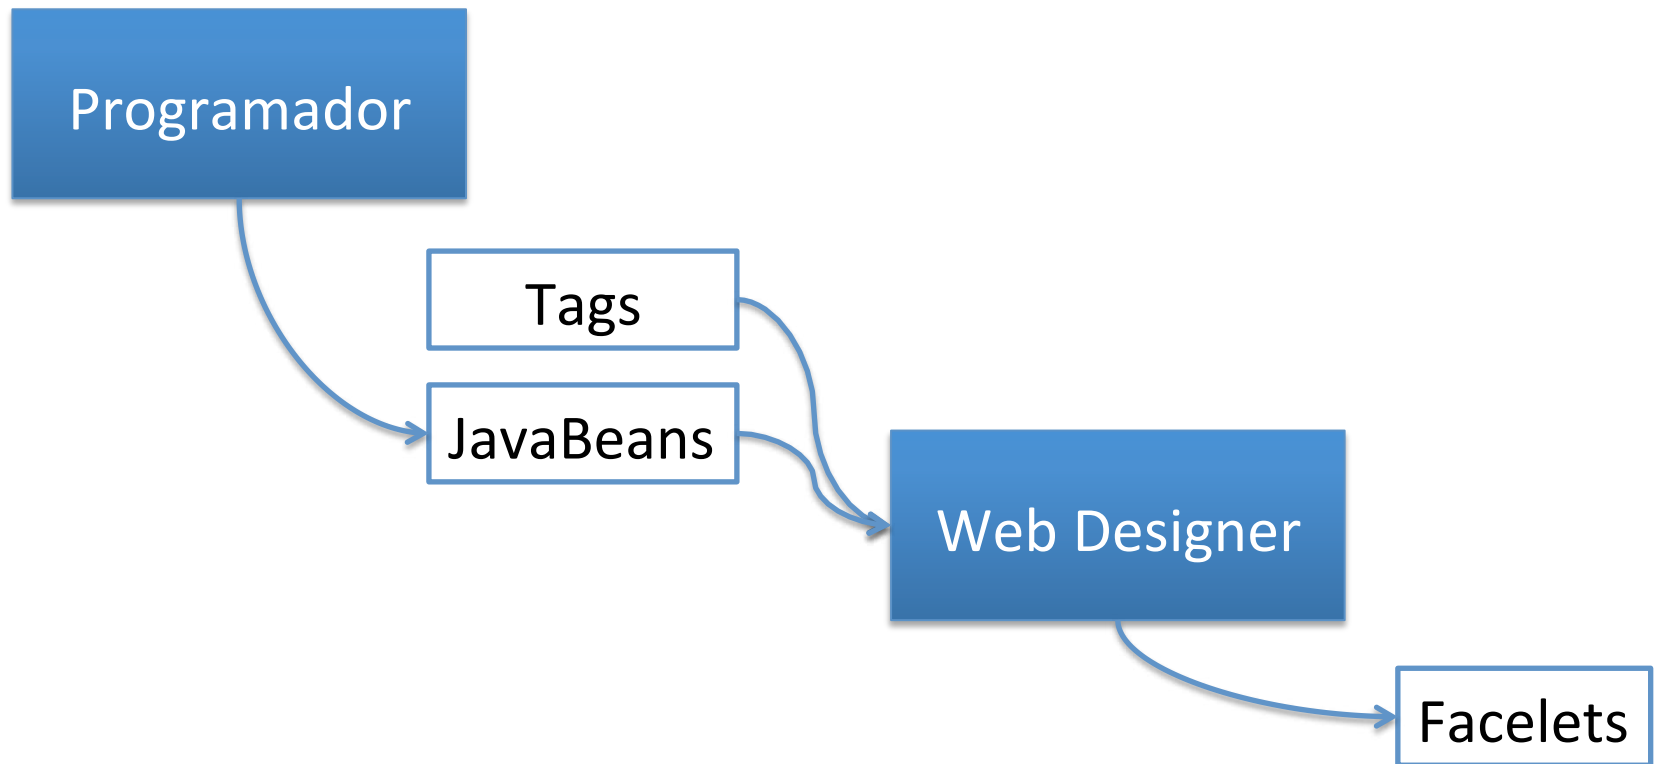 Programador
Tags
JavaBeans
Web Designer
Facelets